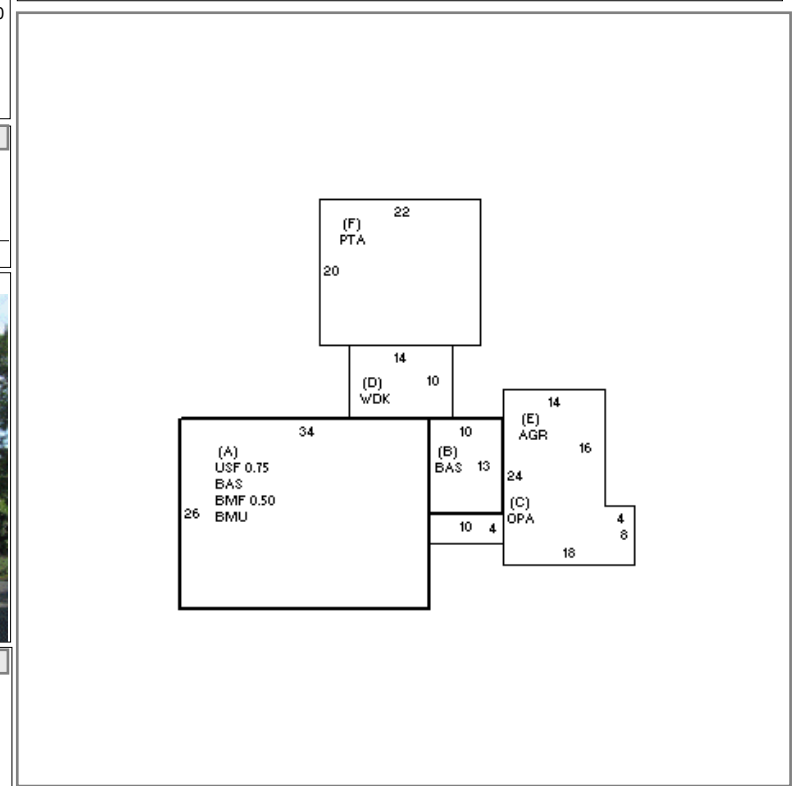 0
22
(F)
PTA
20
14
(D) 10
WDK
14
(E)
AGR
16
24
34
(A)
USF 0.75
BAS
BMF 0.50
BMU
26
10
(B)
BAS 13
(C)
OPA
10 4
4
8
18